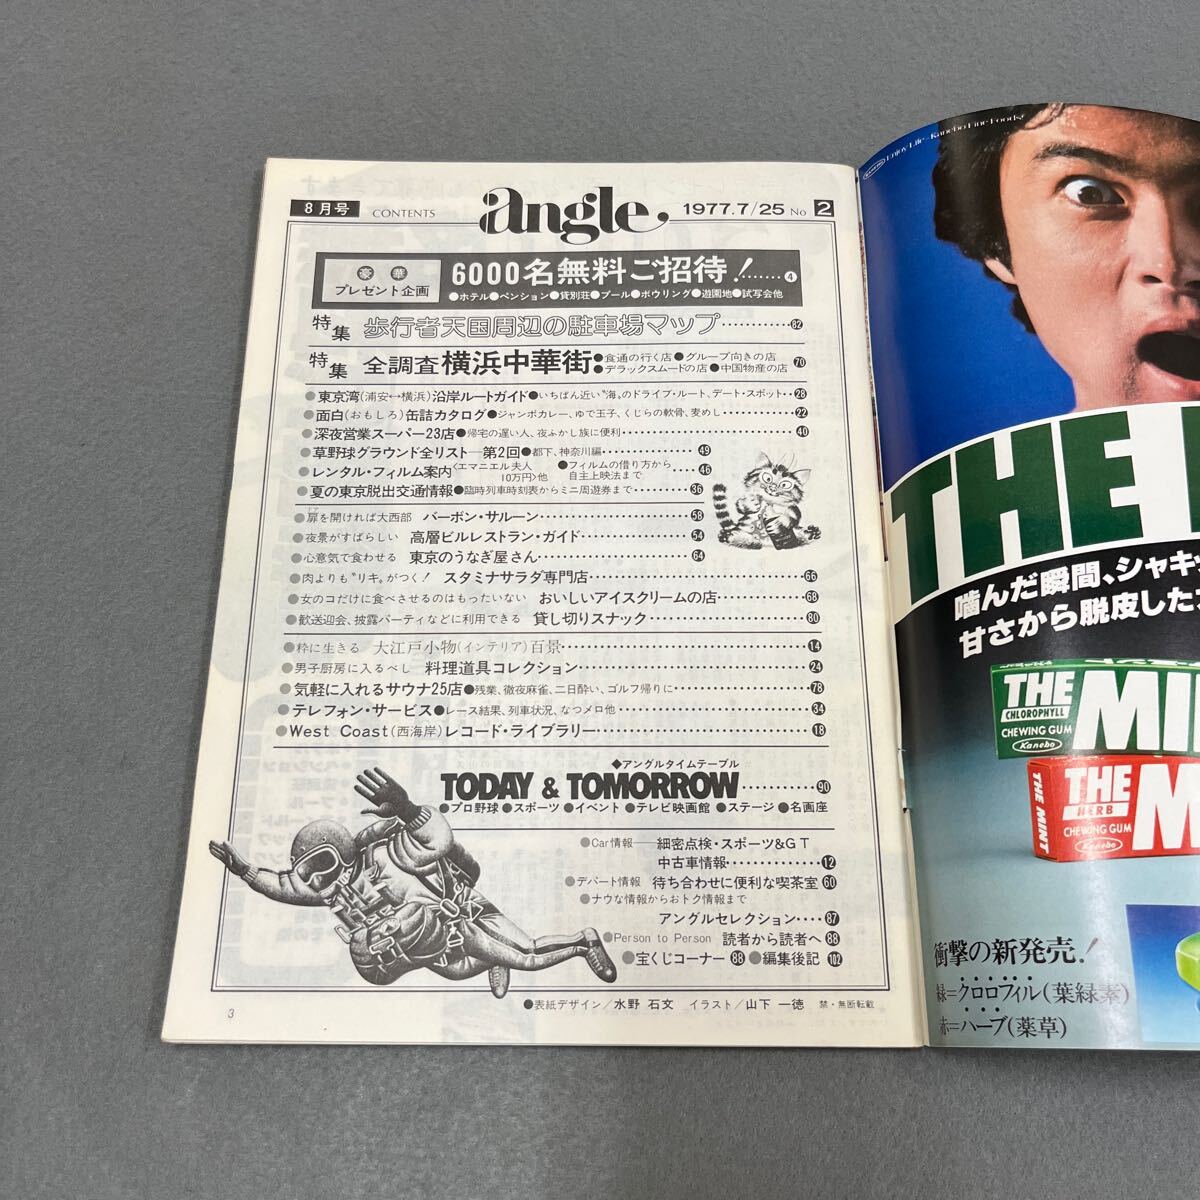 8月号 CONTENTS angle 1977.7/25 No 2
豪華
プレゼント企画
6000名無料ご招待!……4
●ホテル●ペンション●貸別荘●プール●ボウリング●遊園地●試写会他
特集 歩行者天国周辺の駐車場マップ…………82
特集 全調査 横浜中華街 ●食通の行く店 ●グループ向きの店
●デラックスムードの店 ●中国物産の店 70
●東京湾(浦安↔横浜)沿岸ルートガイド●いちばん近い〝海〟のドライブ・ルート、デート・スポット‥28
●面白(おもしろ)缶詰カタログ●ジャンボカレー、ゆで玉子、くじらの軟骨、麦めし………22
●深夜営業スーパー23店●帰宅の遅い人、夜ふかし族に便利………40
●草野球グラウンド全リスト―第2回●都下、神奈川編………49
●レンタル・フィルム案内〈エマニエル夫人 10万円〉他 ●フィルムの借り方から自主上映法まで………46
●夏の東京脱出交通情報●臨時列車時刻表からミニ周遊券まで………36
●扉を開ければ大西部 バーボン・サルーン………58
●夜景がすばらしい 高層ビルレストラン・ガイド………54
●心意気で食わせる 東京のうなぎ屋さん………64
●肉よりも〝リキ〟がつく! スタミナサラダ専門店………66
●女のコだけに食べさせるのはもったいない おいしいアイスクリームの店………68
●歓送迎会、披露パーティなどに利用できる 貸し切りスナック………80
●粋に生きる 大江戸小物(インテリア)百景………14
●男子厨房に入るべし 料理道具コレクション………24
●気軽に入れるサウナ25店●残業、徹夜麻雀、二日酔い、ゴルフ帰りに………78
●テレフォン・サービス●レース結果、列車状況、なつメロ他………34
●West Coast(西海岸)レコード・ライブラリー………18
◆アングルタイムテーブル
TODAY & TOMORROW………90
●プロ野球 ●スポーツ ●イベント ●テレビ映画館 ●ステージ ●名画座
●Car情報――細密点検・スポーツ&GT
中古車情報………12
●デパート情報 待ち合わせに便利な喫茶室 60
●ナウな情報からおトク情報まで
アングルセレクション‥‥87
●Person to Person 読者から読者へ 88
●宝くじコーナー 88 ●編集後記 102
●表紙デザイン/水野 石文 イラスト/山下 一徳 禁・無断転載
3
KANEBO Enjoy Life-Kanebo Fine Foods!
THE
噛んだ瞬間、シャキッ
甘さから脱皮した
THE
CHLOROPHYLL
CHEWING GUM
Kanebo
THE MINT
THE
HERB
CHEWING GUM
Kanebo
衝撃の新発売!
緑=クロロフィル(葉緑素)
赤=ハーブ(薬草)